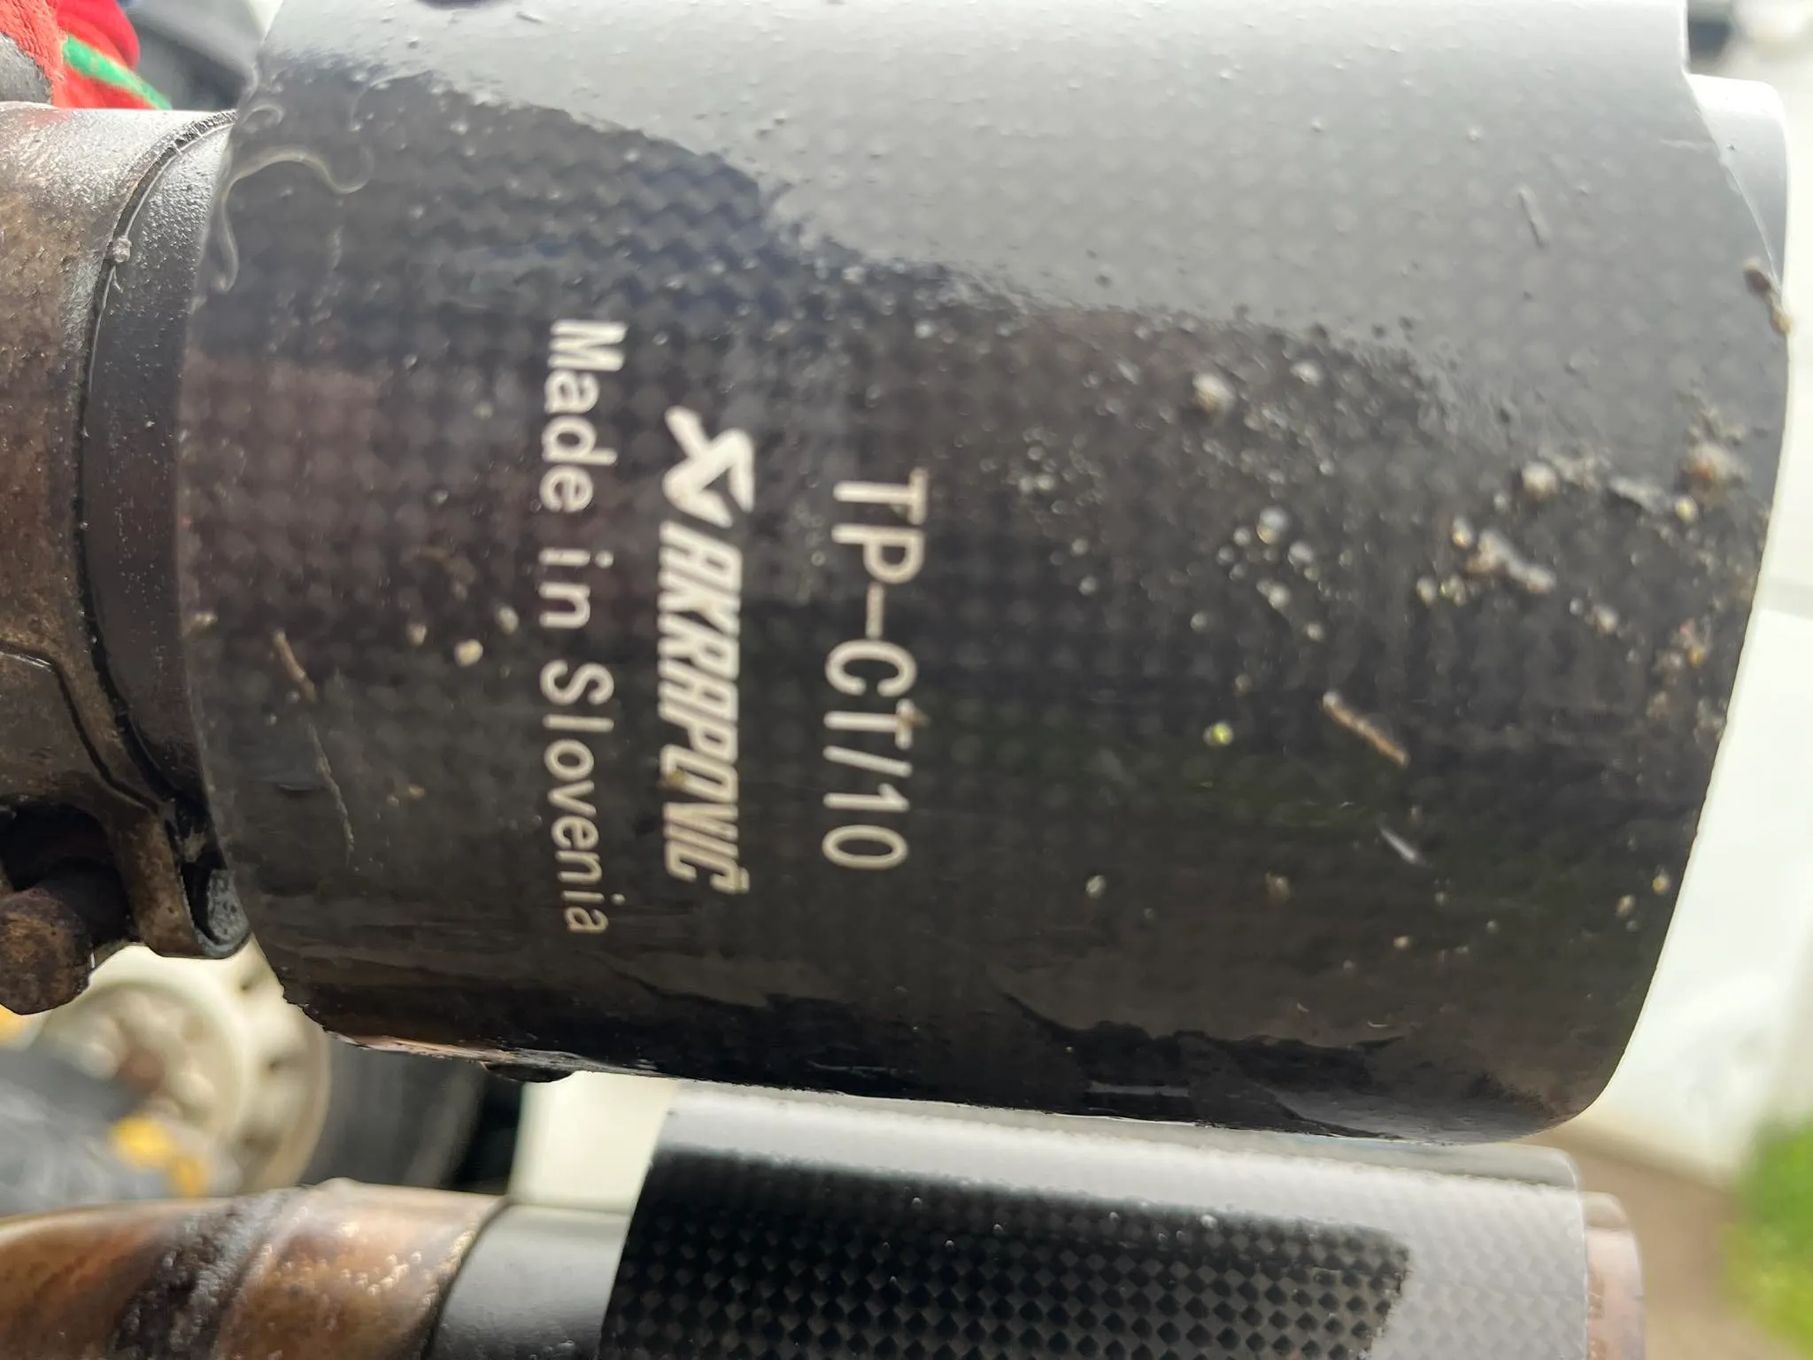 TP-CT/10
AKRAPOVIČ
Made in Slovenia